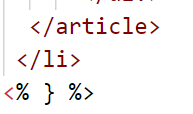 </article>
</li>
<% } %>